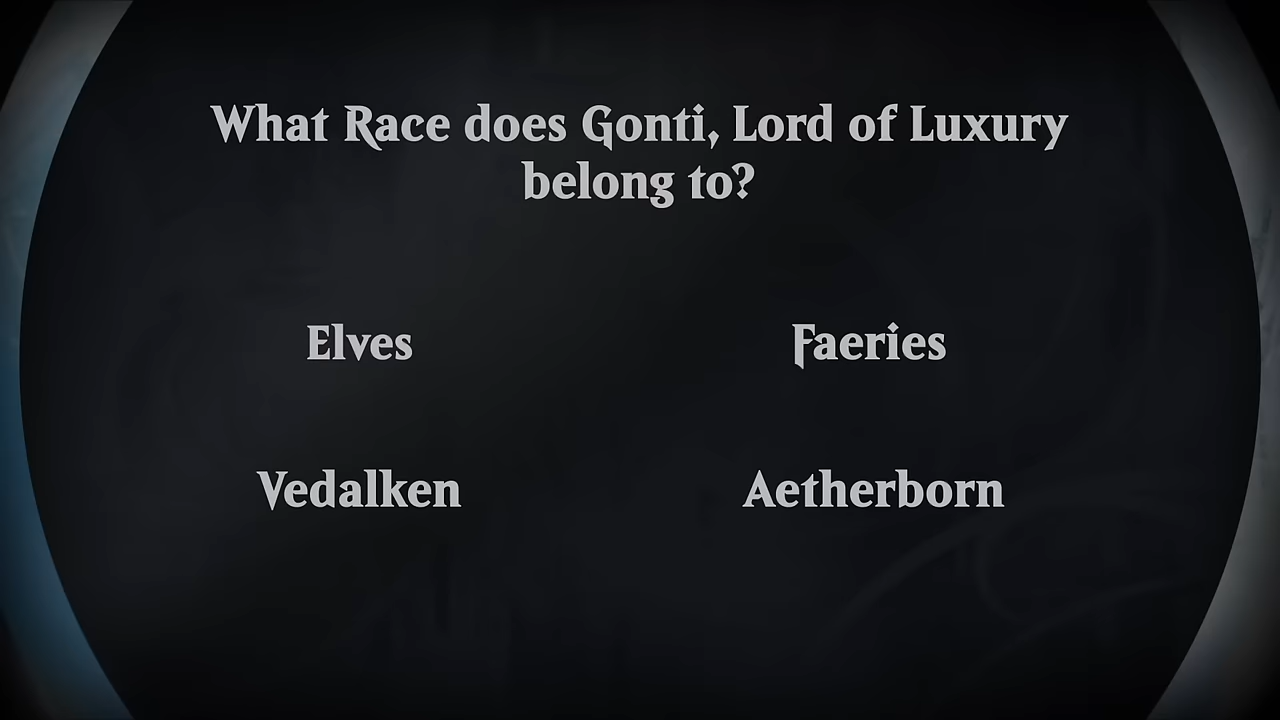 What Race does Gonti, Lord of Luxury
belong to?
Elves
Faeries
Vedalken
Aetherborn